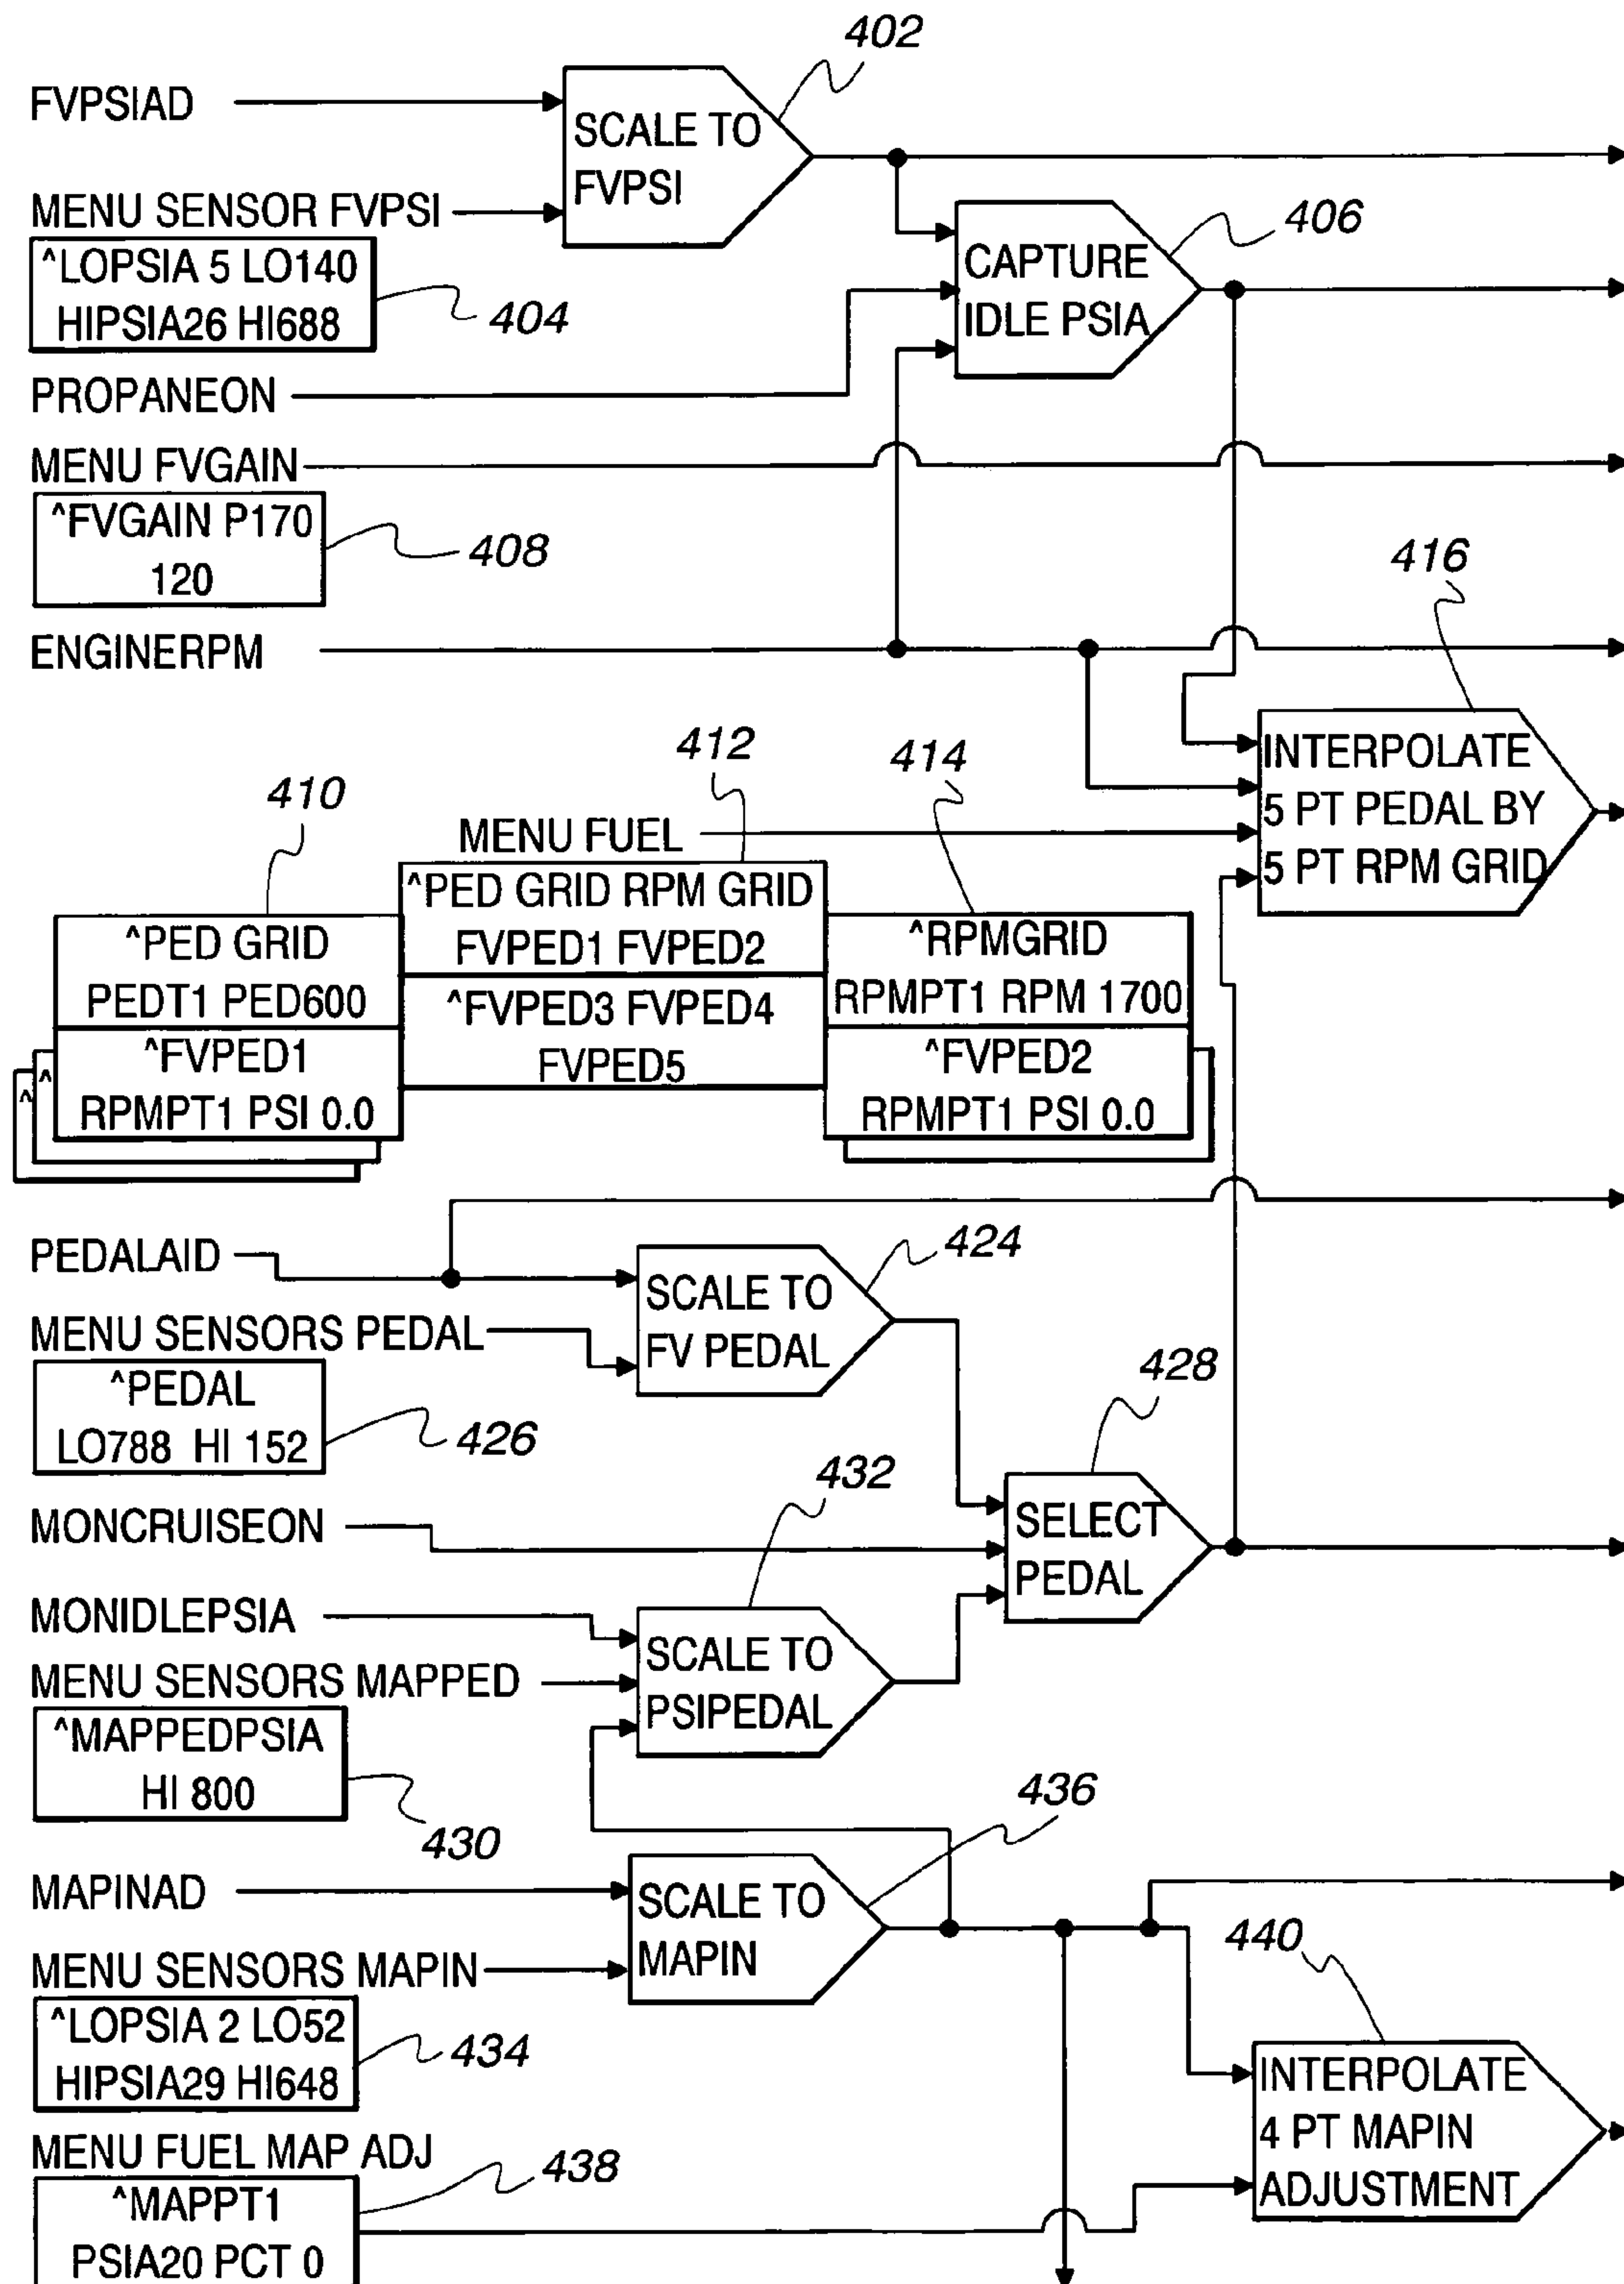 402
FVPSIAD
SCALE TO
FVPSI
MENU SENSOR FVPSI
^LOPSIA 5 LO140
HIPSIA26 HI688
404
406
CAPTURE
IDLE PSIA
PROPANEON
MENU FVGAIN
^FVGAIN P170
120
408
416
ENGINERPM
INTERPOLATE
5 PT PEDAL BY
5 PT RPM GRID
410
412
414
MENU FUEL
^PED GRID RPM GRID
FVPED1 FVPED2
^PED GRID
PEDT1 PED600
^RPMGRID
RPMPT1 RPM 1700
^FVPED3 FVPED4
FVPED5
^FVPED1
RPMPT1 PSI 0.0
^
^
^FVPED2
RPMPT1 PSI 0.0
PEDALAID
424
SCALE TO
FV PEDAL
MENU SENSORS PEDAL
^PEDAL
LO788 HI 152
426
428
432
MONCRUISEON
SELECT
PEDAL
MONIDLEPSIA
SCALE TO
PSIPEDAL
MENU SENSORS MAPPED
^MAPPEDPSIA
HI 800
430
436
MAPINAD
SCALE TO
MAPIN
MENU SENSORS MAPIN
^LOPSIA 2 LO52
HIPSIA29 HI648
434
440
INTERPOLATE
4 PT MAPIN
ADJUSTMENT
MENU FUEL MAP ADJ
438
^MAPPT1
PSIA20 PCT 0